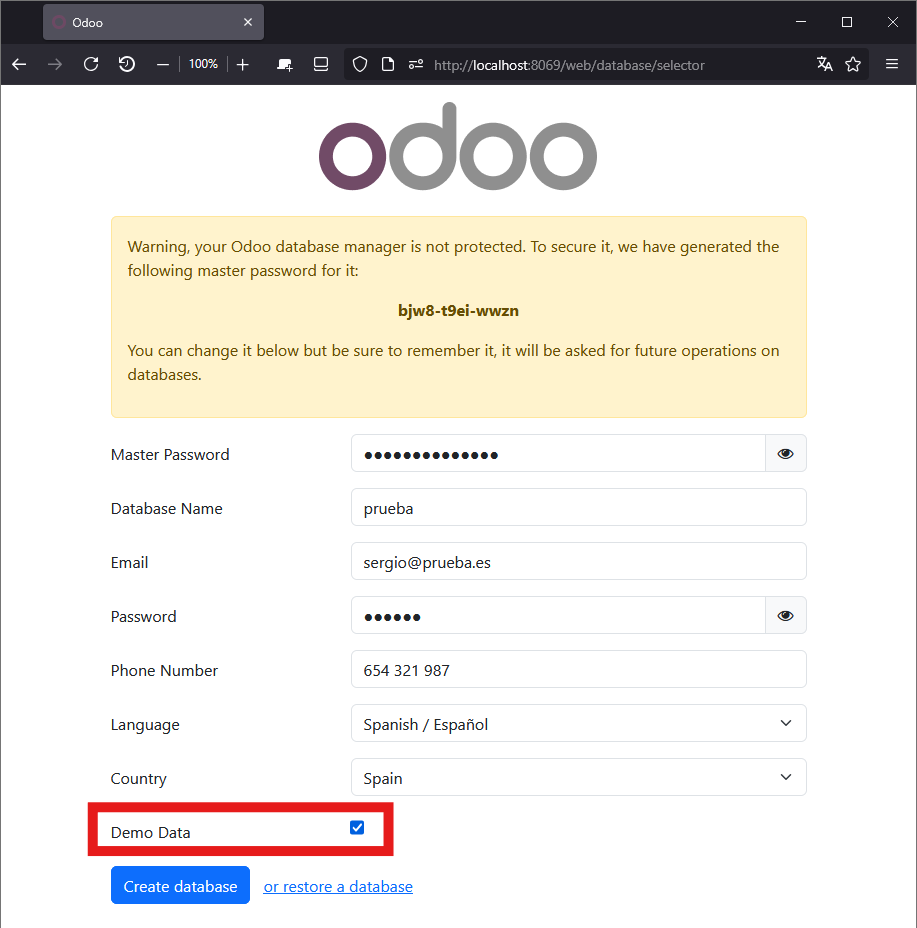 Odoo
100%
http://localhost:8069/web/database/selector
odoo
Warning, your Odoo database manager is not protected. To secure it, we have generated the
following master password for it:
bjw8-t9ei-wwzn
You can change it below but be sure to remember it, it will be asked for future operations on
databases.
Master Password ●●●●●●●●●●●●●●
Database Name prueba
Email sergio@prueba.es
Password ●●●●●●
Phone Number 654 321 987
Language Spanish / Español
Country Spain
Demo Data
Create database or restore a database